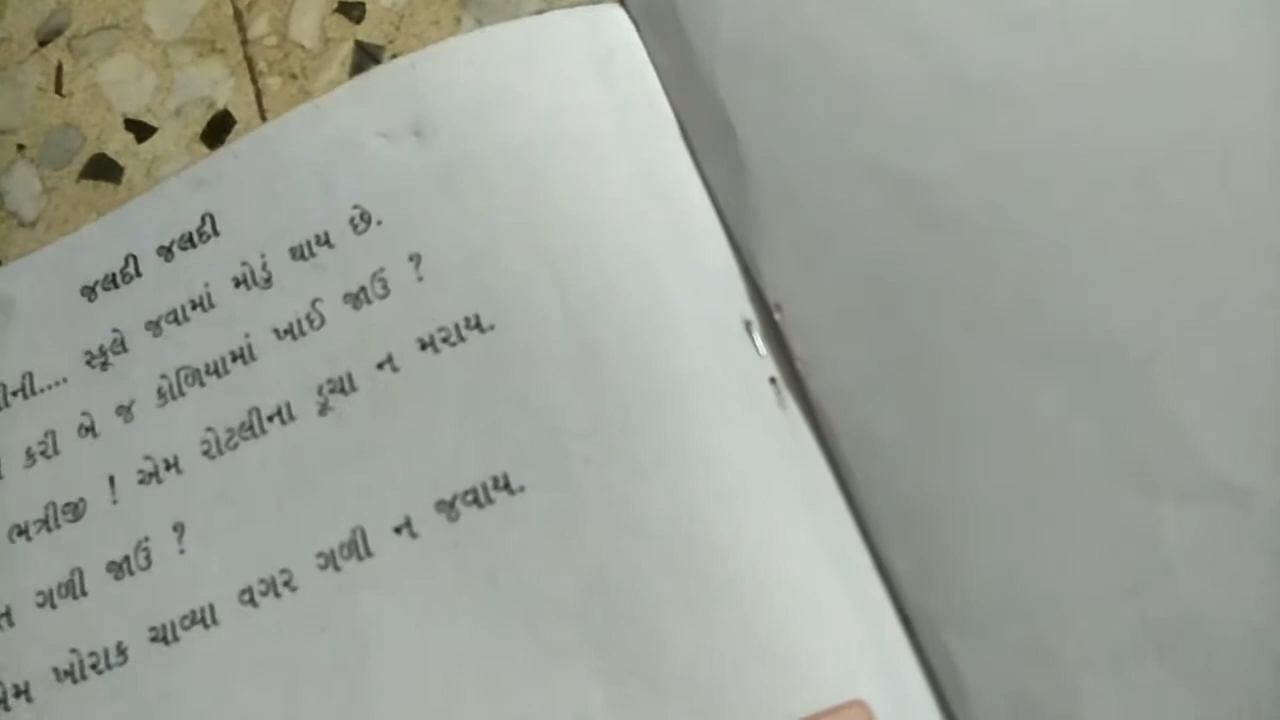 જલદી જલદી
સ્કૂલે જવામાં મોડું થાય છે.
કરી બે જ કોળિયામાં ખાઈ જાઉં ?
ભત્રીજી ! એમ રોટલીના ડૂચા ન મરાય.
ગળી જાઉં ?
ખોરાક ચાવ્યા વગર ગળી ન જવાય.